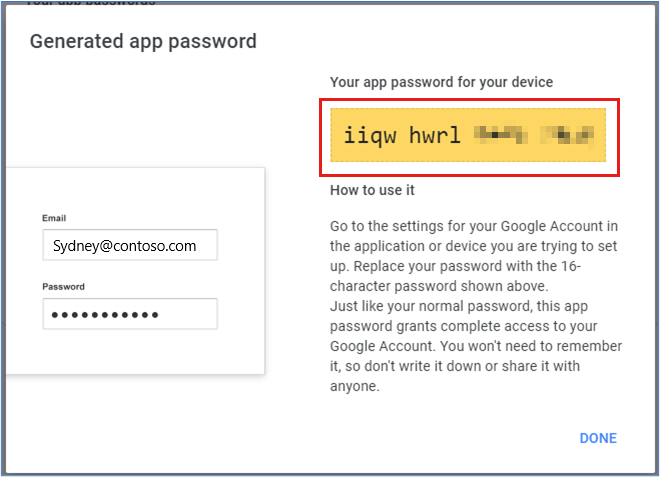 Your app passwords
Generated app password
Your app password for your device
iiqw hwrl
How to use it
Email
Sydney@contoso.com
Password
Go to the settings for your Google Account in
the application or device you are trying to set
up. Replace your password with the 16-
character password shown above.
Just like your normal password, this app
password grants complete access to your
Google Account. You won't need to remember
it, so don't write it down or share it with
anyone.
DONE